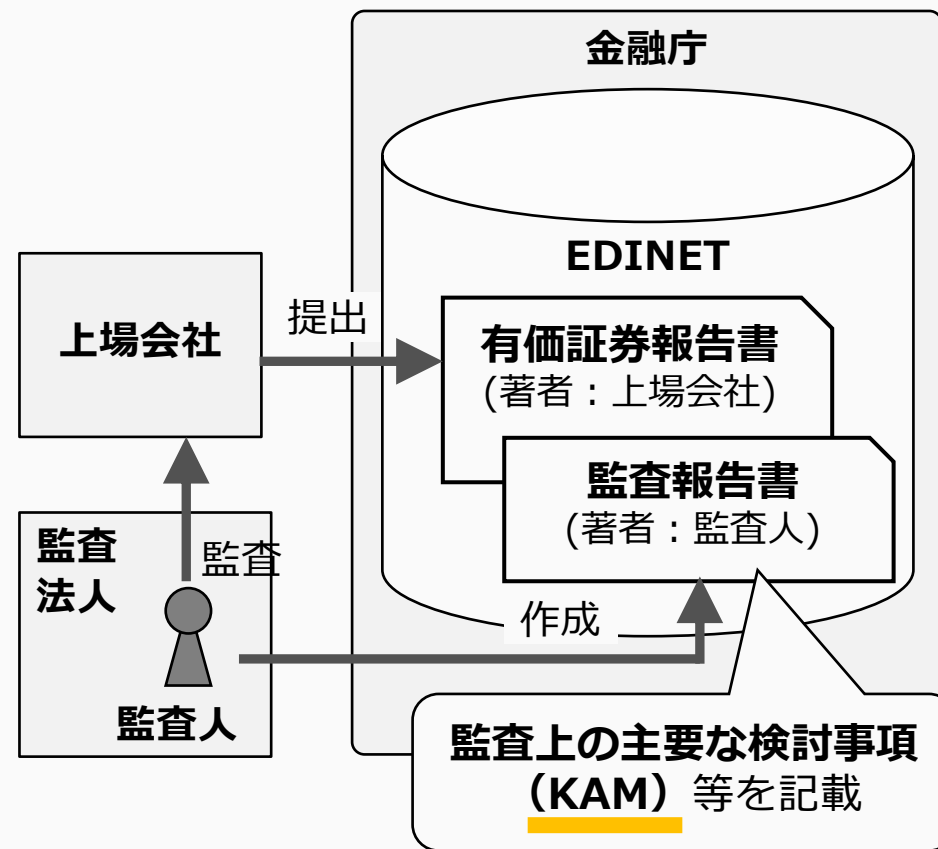 金融庁
EDINET
上場会社
提出
有価証券報告書
(著者：上場会社)
監査報告書
(著者：監査人)
監査
法人
監査
監査人
作成
監査上の主要な検討事項
（KAM）等を記載